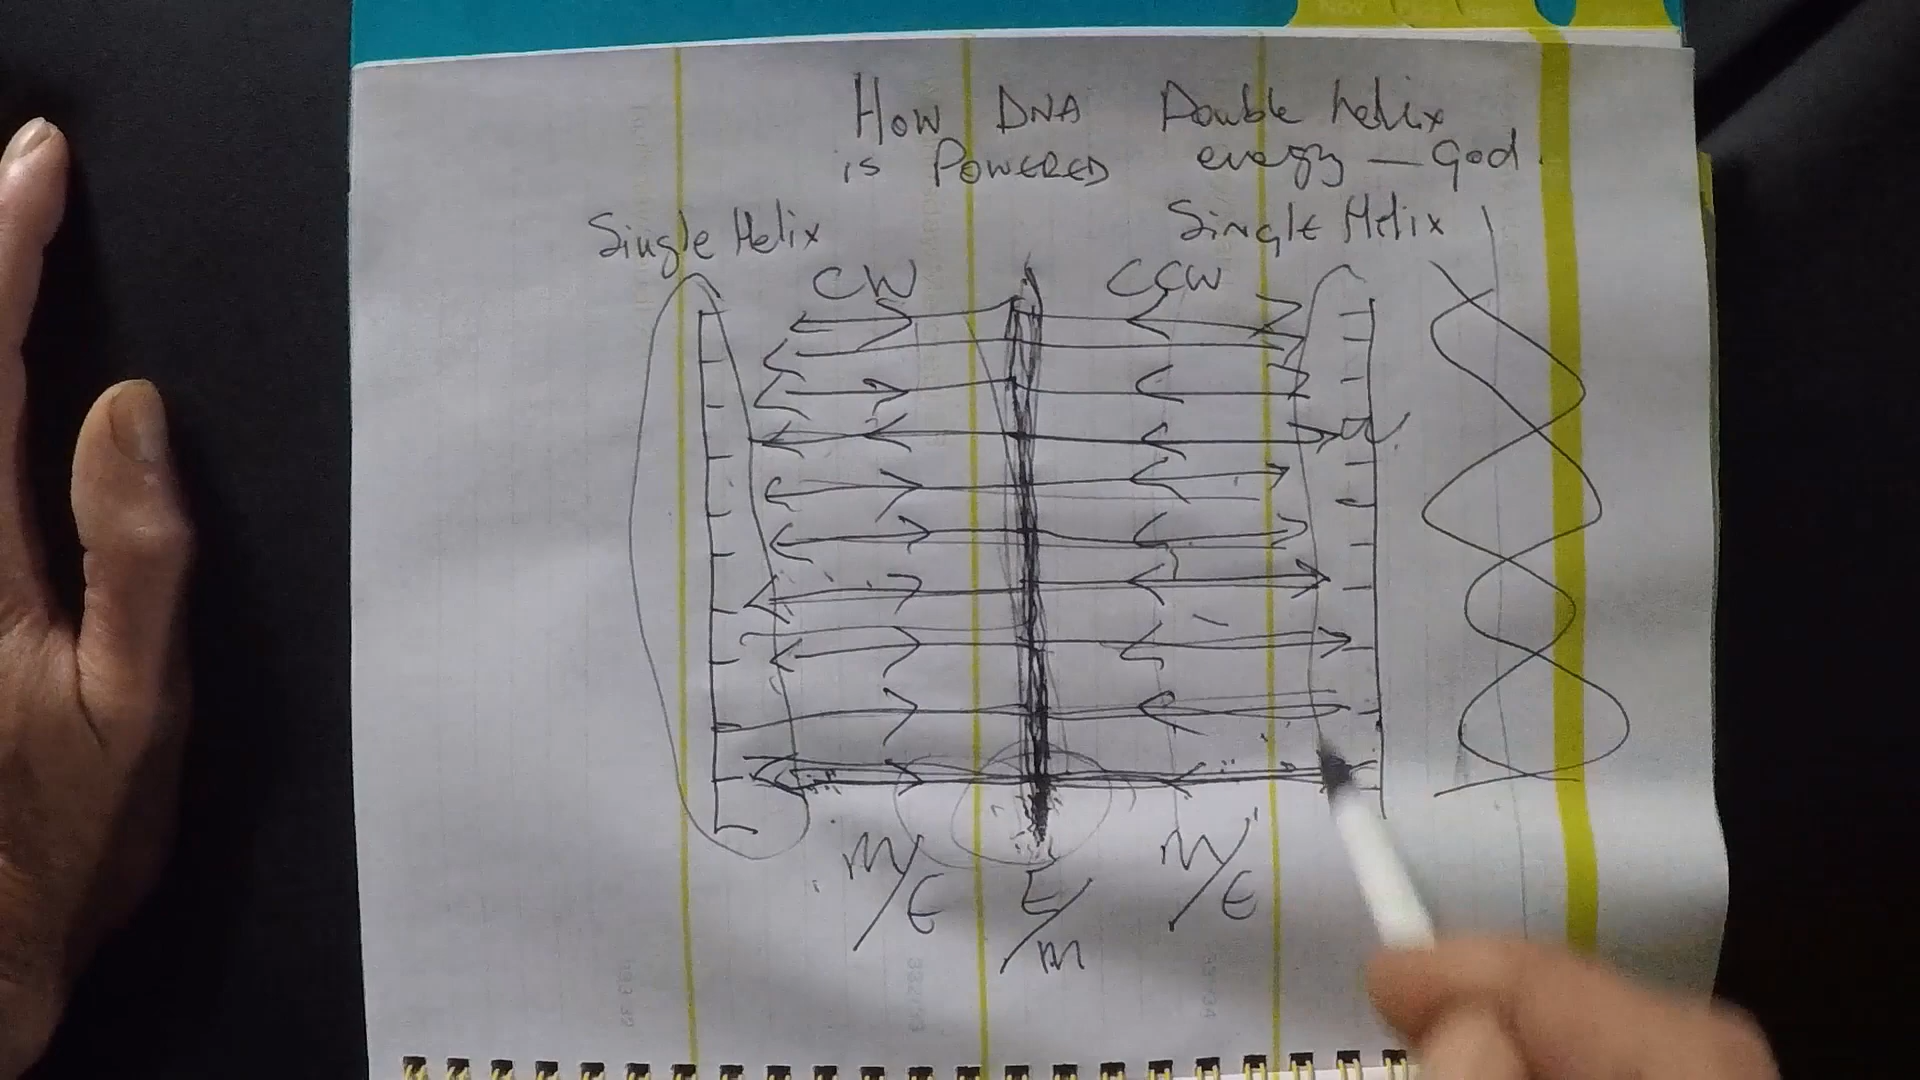 How DNA Double helix
is POWERED energy — God.
Single Helix
Single Helix
CW
CCW
M/E
E/m
M/E